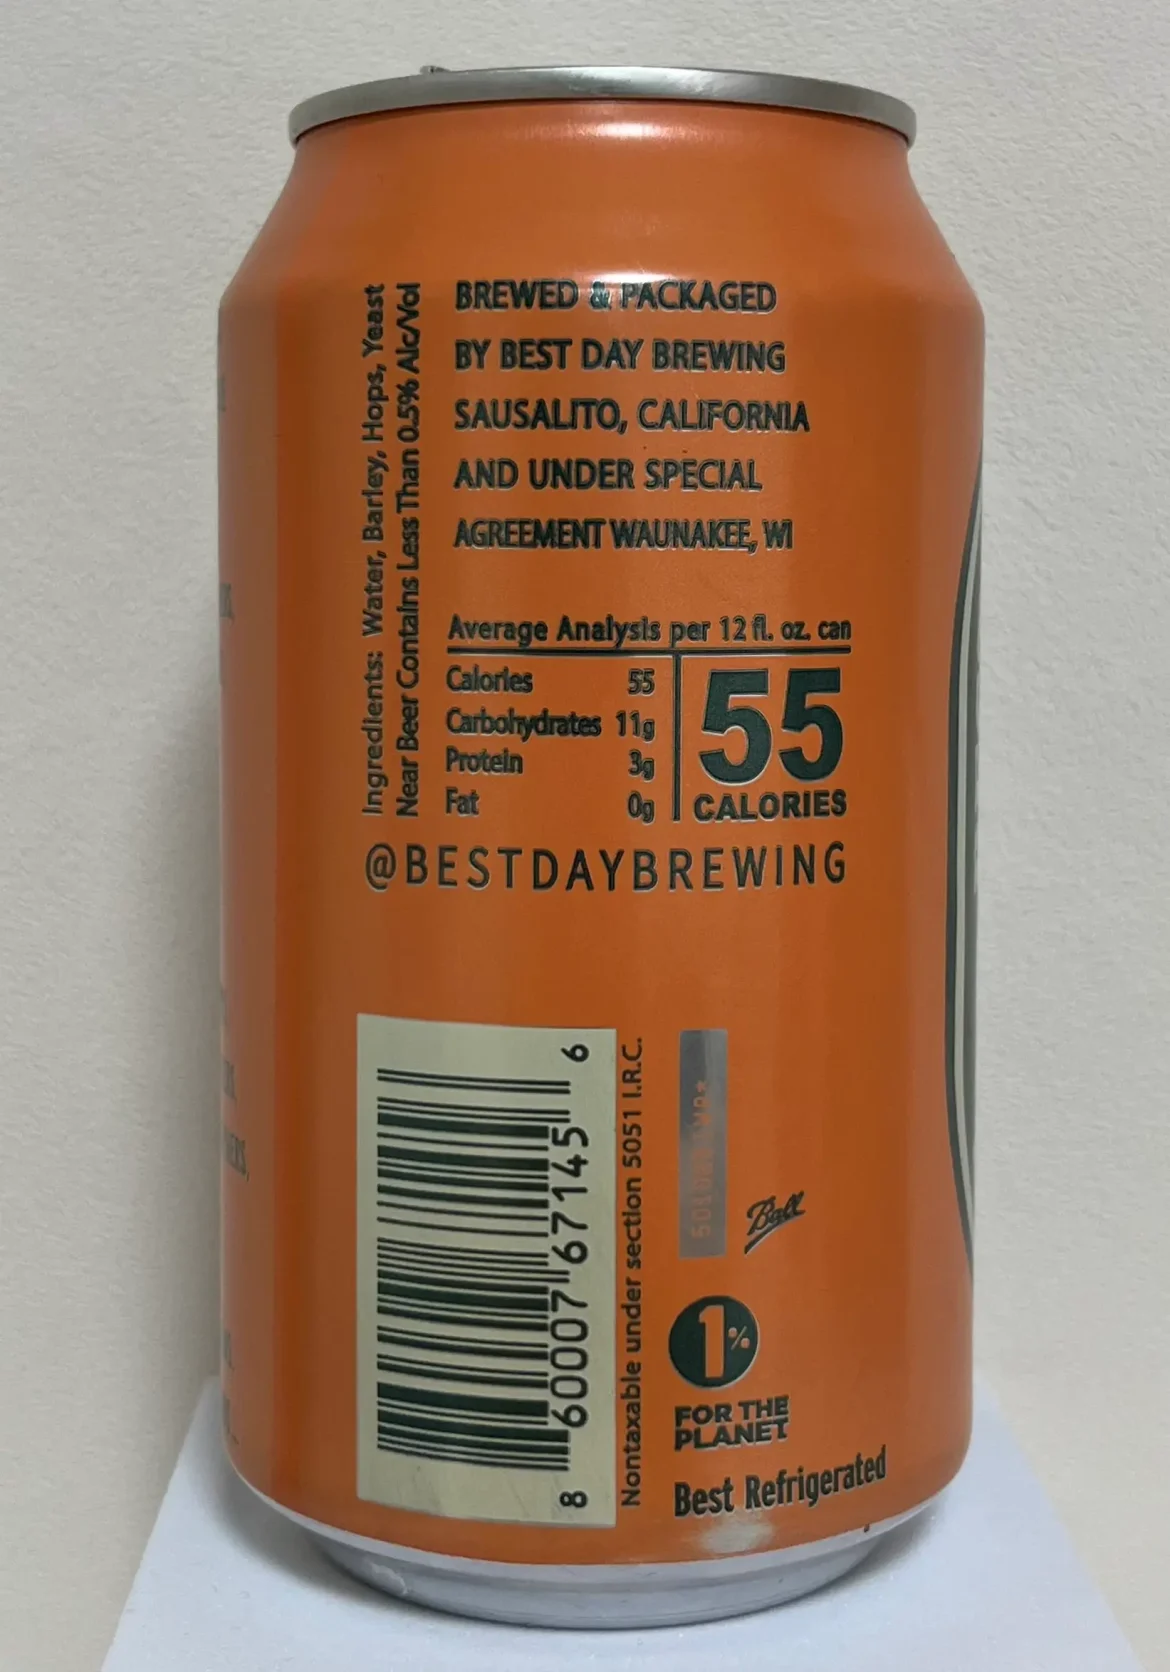 BREWED & PACKAGED
BY BEST DAY BREWING
SAUSALITO, CALIFORNIA
AND UNDER SPECIAL
AGREEMENT WAUNAKEE, WI
Ingredients: Water, Barley, Hops, Yeast
Near Beer Contains Less Than 0.5% Alc/Vol
Average Analysis per 12 fl. oz. can
Calories 55
Carbohydrates 11g
Protein 3g
Fat 0g
55
CALORIES
@BESTDAYBREWING
8 60007 67145 6
Nontaxable under section 5051 I.R.C.
Ball
1%
FOR THE
PLANET
Best Refrigerated